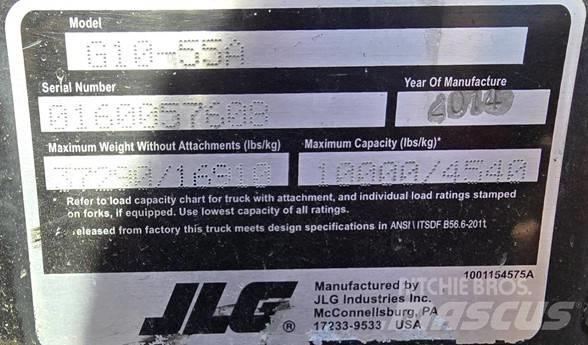 Model
G10-55A
Serial Number
Year Of Manufacture
0160057688
2014
Maximum Weight Without Attachments (lbs/kg)
Maximum Capacity (lbs/kg)*
10000/4540
* Refer to load capacity chart for truck with attachment, and individual load ratings stamped
on forks, if equipped. Use lowest capacity of all ratings.
released from factory this truck meets design specifications in ANSI \ ITSDF B56.6-2011
1001154575A
JLG®
Manufactured by
JLG Industries Inc.
McConnellsburg, PA
17233-9533 USA
RITCHIE BROS.
MASCUS